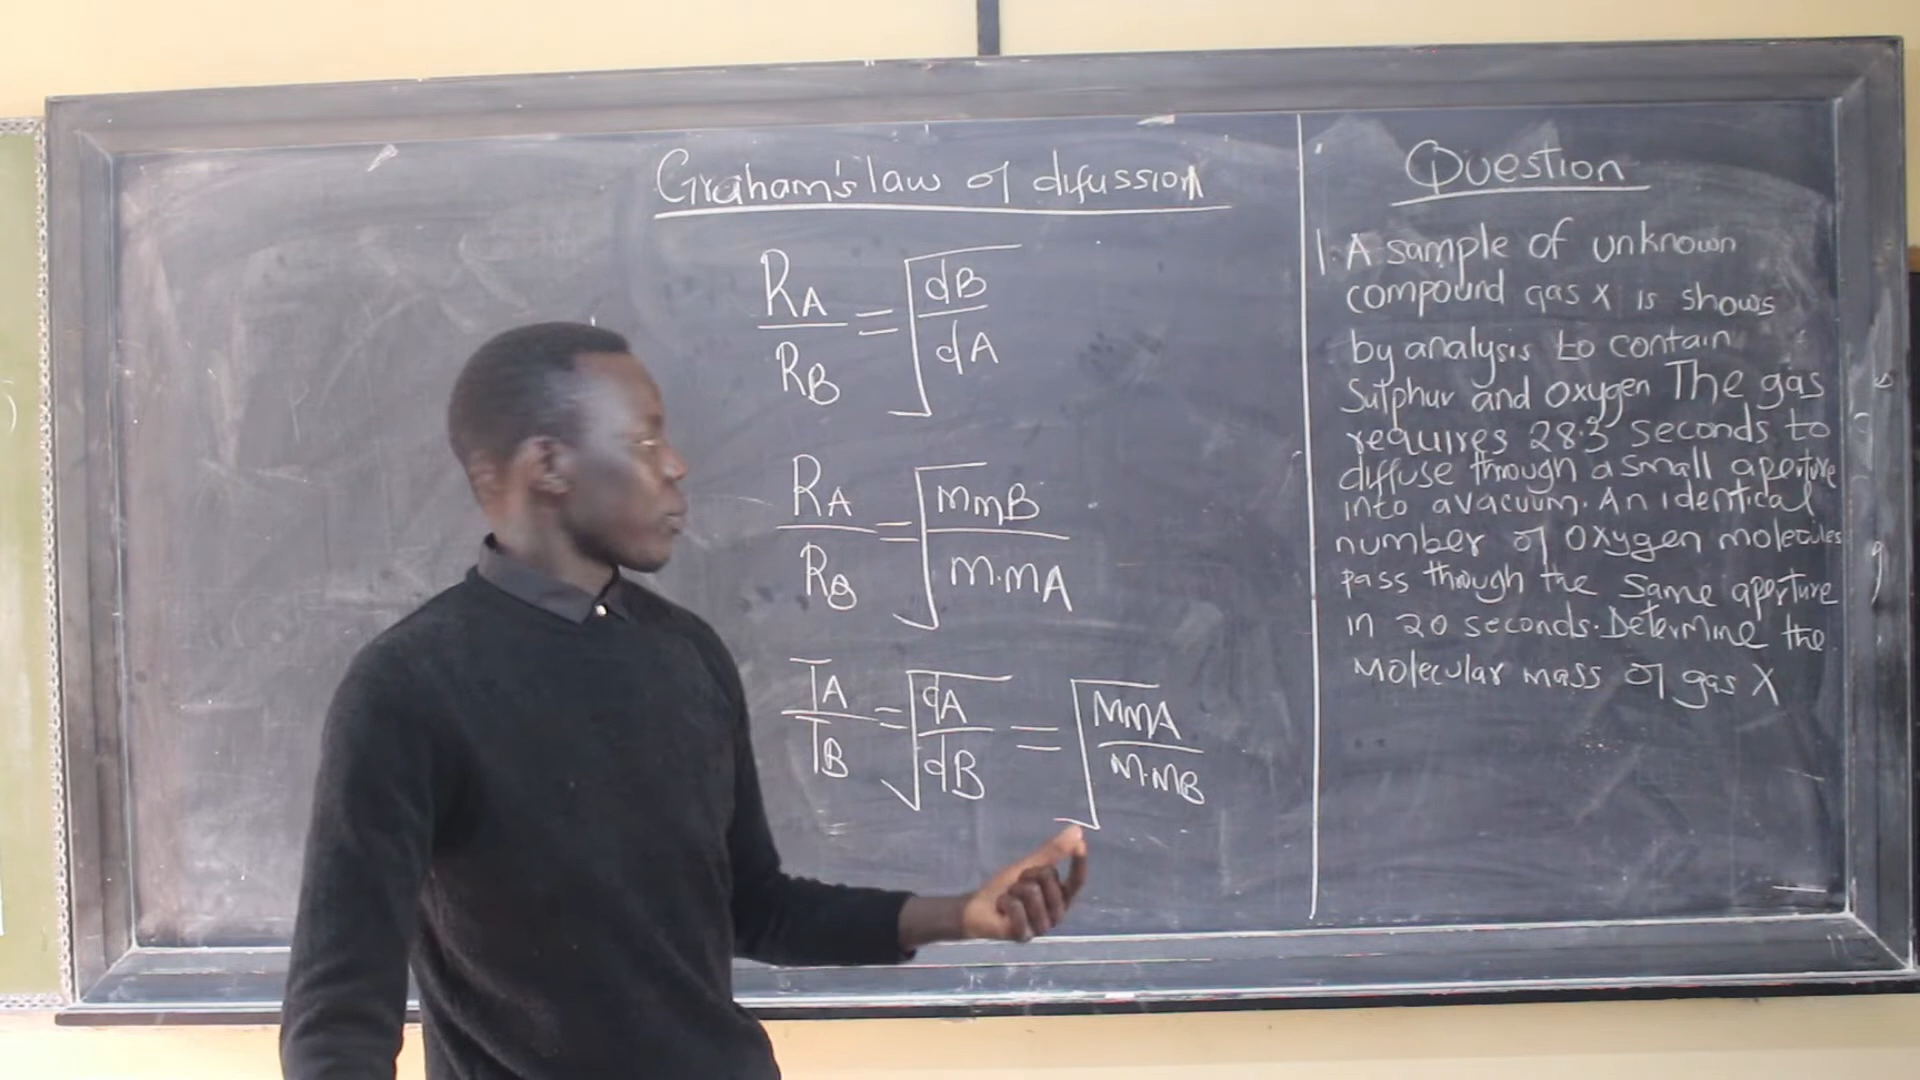 Graham's law of difussion
RA/RB = √dB/dA
RA/RB = √MmB/M.mA
TA/TB = √dA/dB = √MmA/M.MB
Question
1. A sample of unknown
compound gas X is shows
by analysis to contain
Sulphur and oxygen The gas
requires 28.3 seconds to
diffuse through a small aperture
into a vacuum. An identical
number of oxygen molecules
pass through the same aperture
in 20 seconds. Determine the
molecular mass of gas X